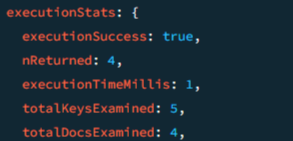 executionStats: {
executionSuccess: true,
nReturned: 4,
executionTimeMillis: 1,
totalKeysExamined: 5,
totalDocsExamined: 4,